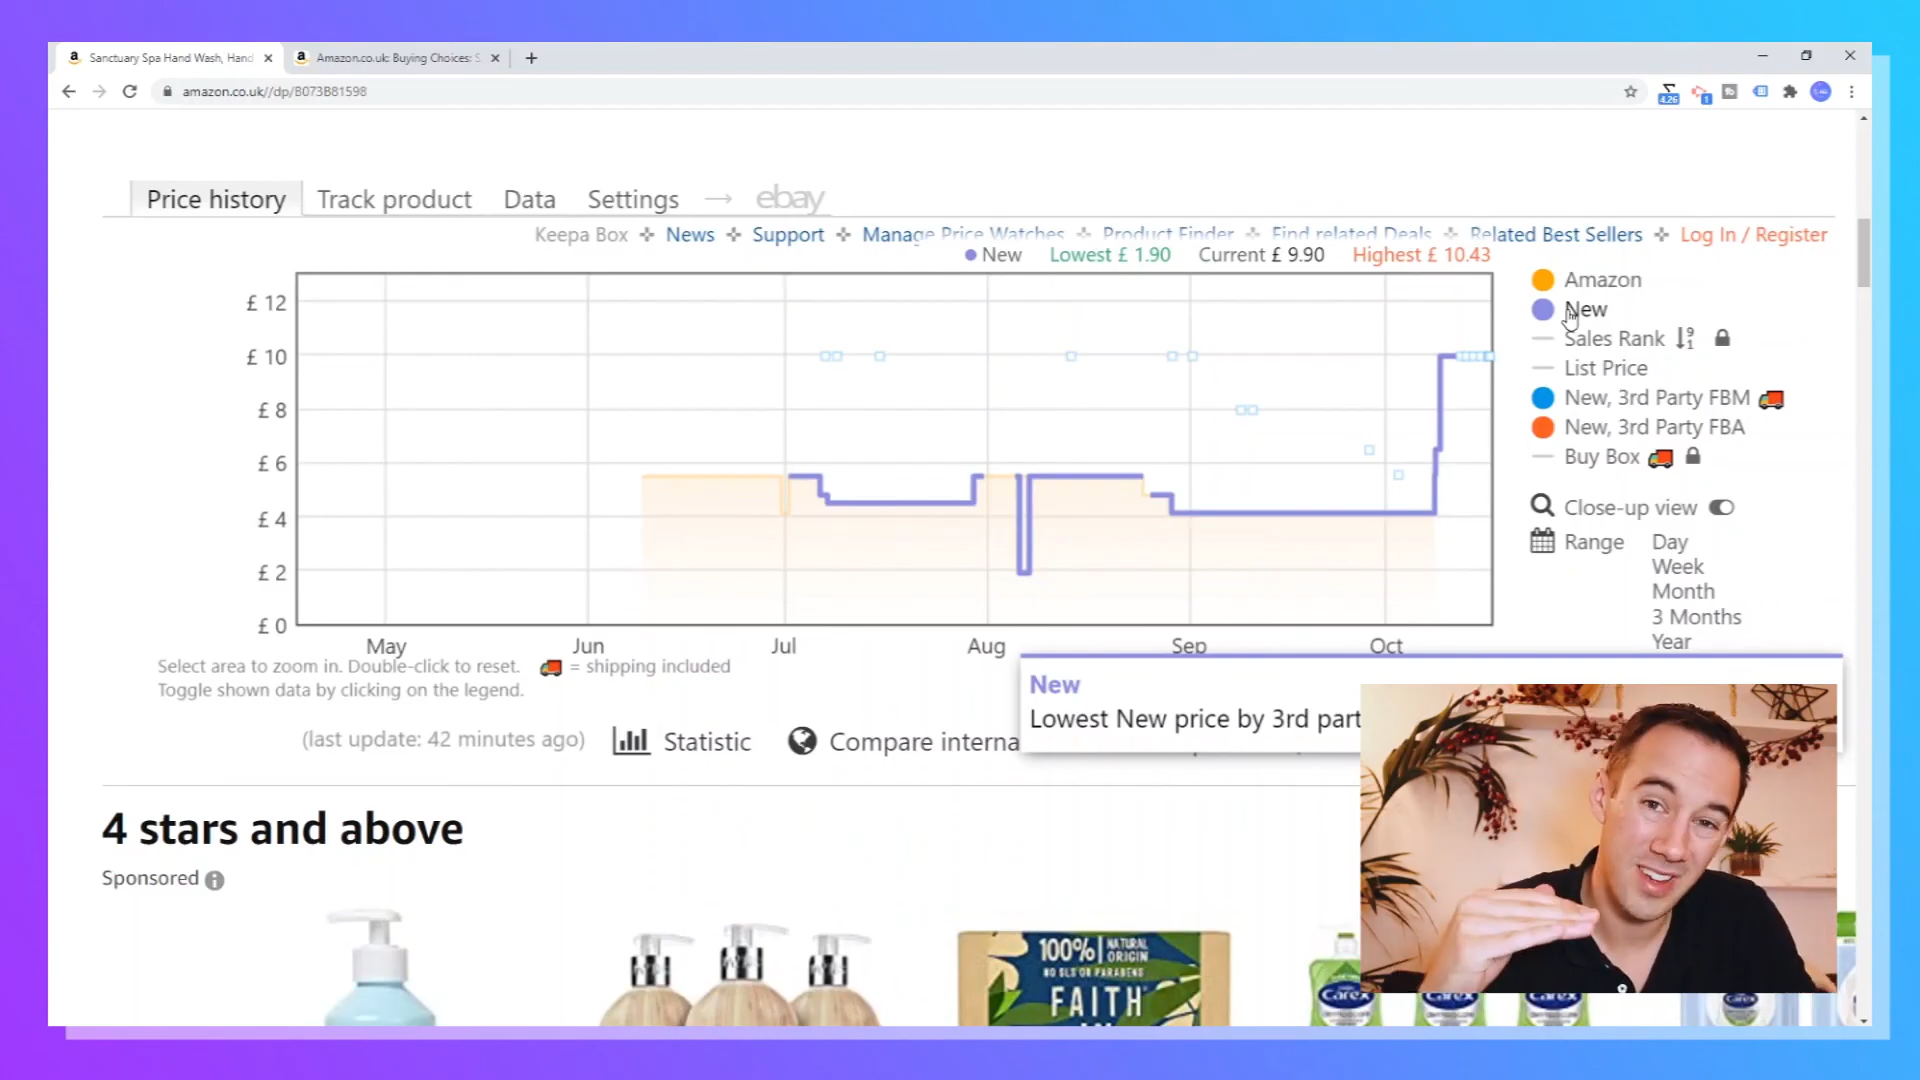 Sanctuary Spa Hand Wash, Hand
Amazon.co.uk: Buying Choices: S
amazon.co.uk//dp/B073B81598
4.26
1
Price history Track product Data Settings → ebay
Keepa Box News Support Manage Price Watches Product Finder Find related Deals Related Best Sellers Log In / Register
New Lowest £ 1.90 Current £ 9.90 Highest £ 10.43
£ 12
£ 10
£ 8
£ 6
£ 4
£ 2
£ 0
May Jun Jul Aug Sep Oct
Amazon
New
Sales Rank
List Price
New, 3rd Party FBM
New, 3rd Party FBA
Buy Box
Close-up view
Range Day
Week
Month
3 Months
Year
Select area to zoom in. Double-click to reset. = shipping included
Toggle shown data by clicking on the legend.
New
Lowest New price by 3rd part
(last update: 42 minutes ago) Statistic Compare interna
4 stars and above
Sponsored
100% NATURAL
ORIGIN
NO SLS OR PARABENS
FAITH
Carex
Carex
Carex
Carex